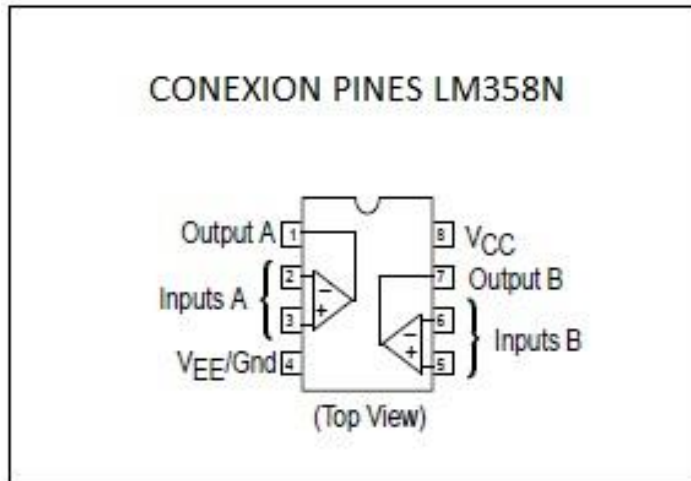 CONEXION PINES LM358N
Output A 1 8 VCC
2 − 7 Output B
Inputs A + 6
3 − Inputs B
VEE/Gnd 4 + 5
(Top View)